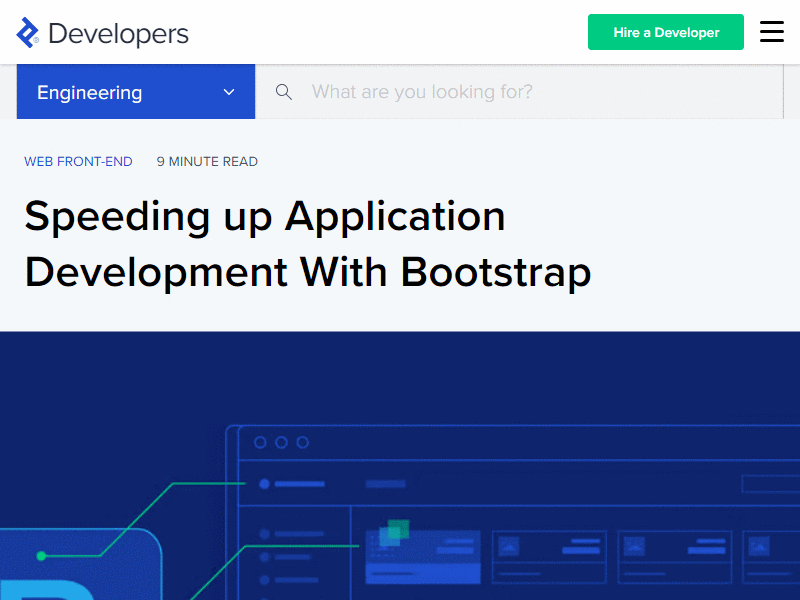 Developers
Hire a Developer
Engineering
What are you looking for?
WEB FRONT-END 9 MINUTE READ
Speeding up Application
Development With Bootstrap